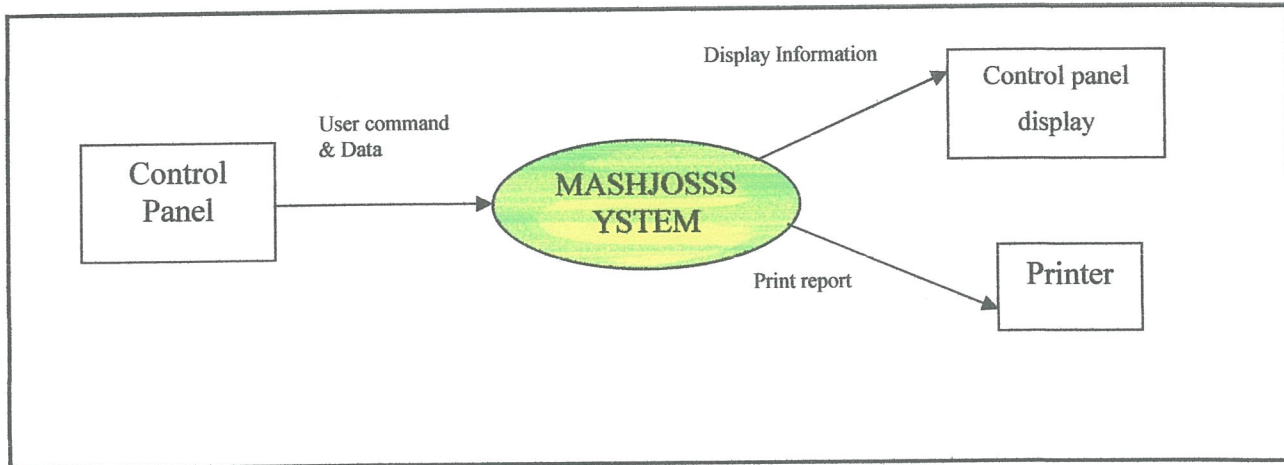 Display Information
Control panel
display
User command
& Data
Control
Panel
MASHJOSSS
YSTEM
Print report
Printer